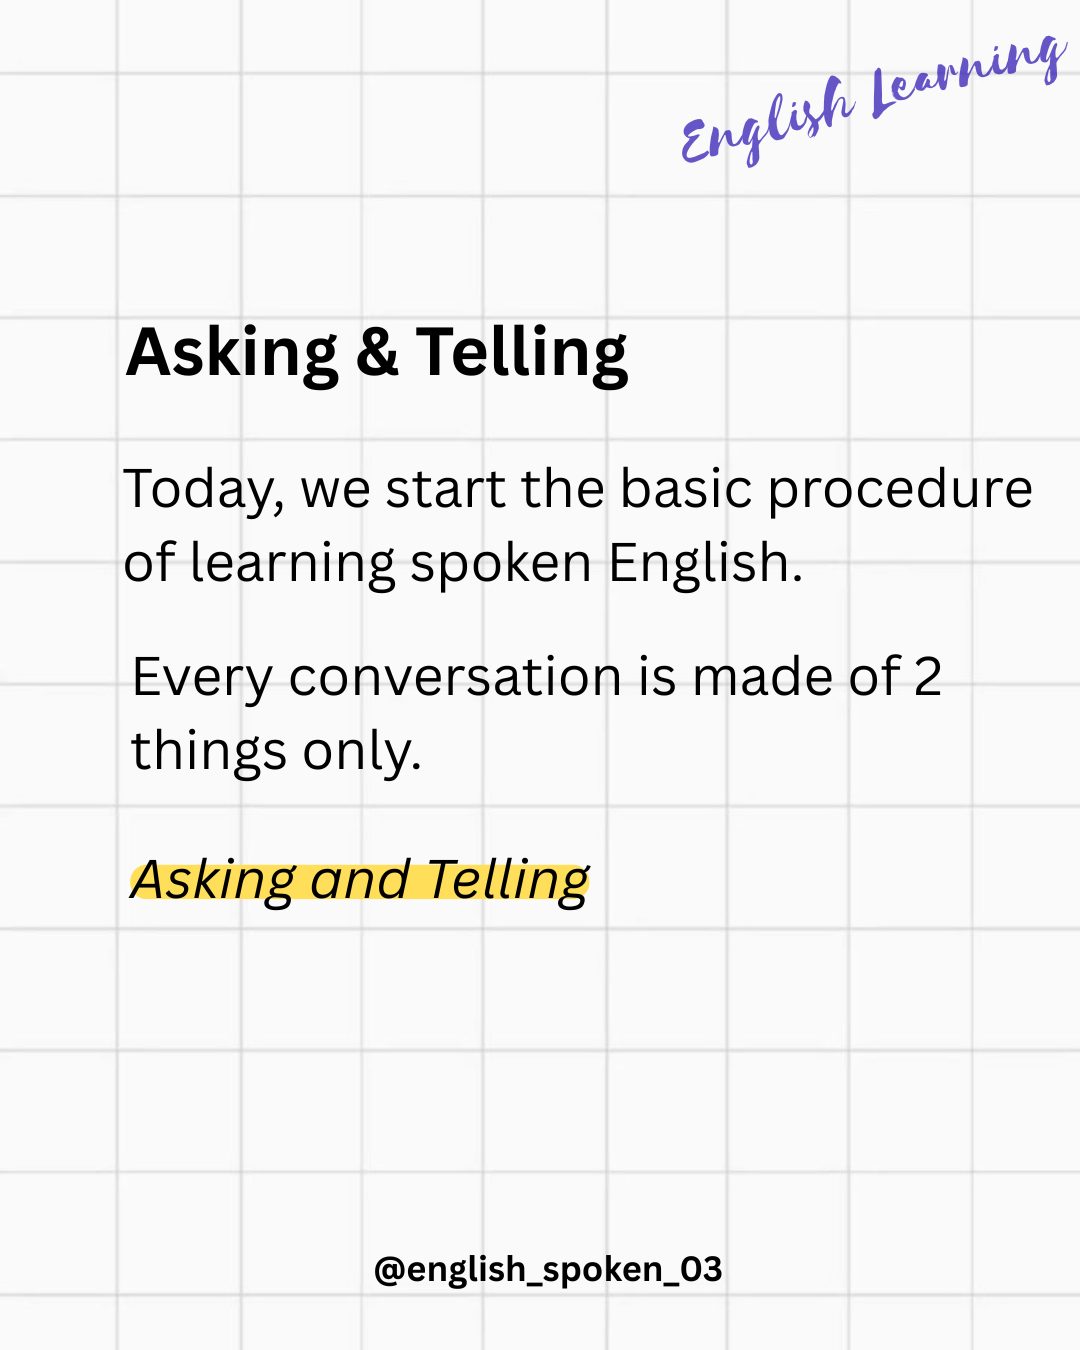 English Learning
Asking & Telling
Today, we start the basic procedure
of learning spoken English.
Every conversation is made of 2
things only.
Asking and Telling
@english_spoken_03